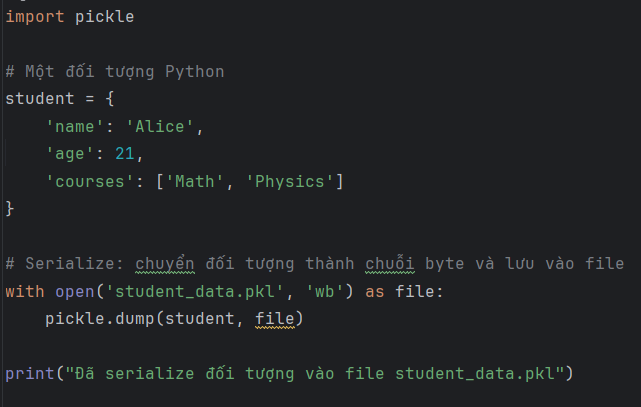 import pickle
# Một đối tượng Python
student = {
    'name': 'Alice',
    'age': 21,
    'courses': ['Math', 'Physics']
}
# Serialize: chuyển đối tượng thành chuỗi byte và lưu vào file
with open('student_data.pkl', 'wb') as file:
    pickle.dump(student, file)
print("Đã serialize đối tượng vào file student_data.pkl")